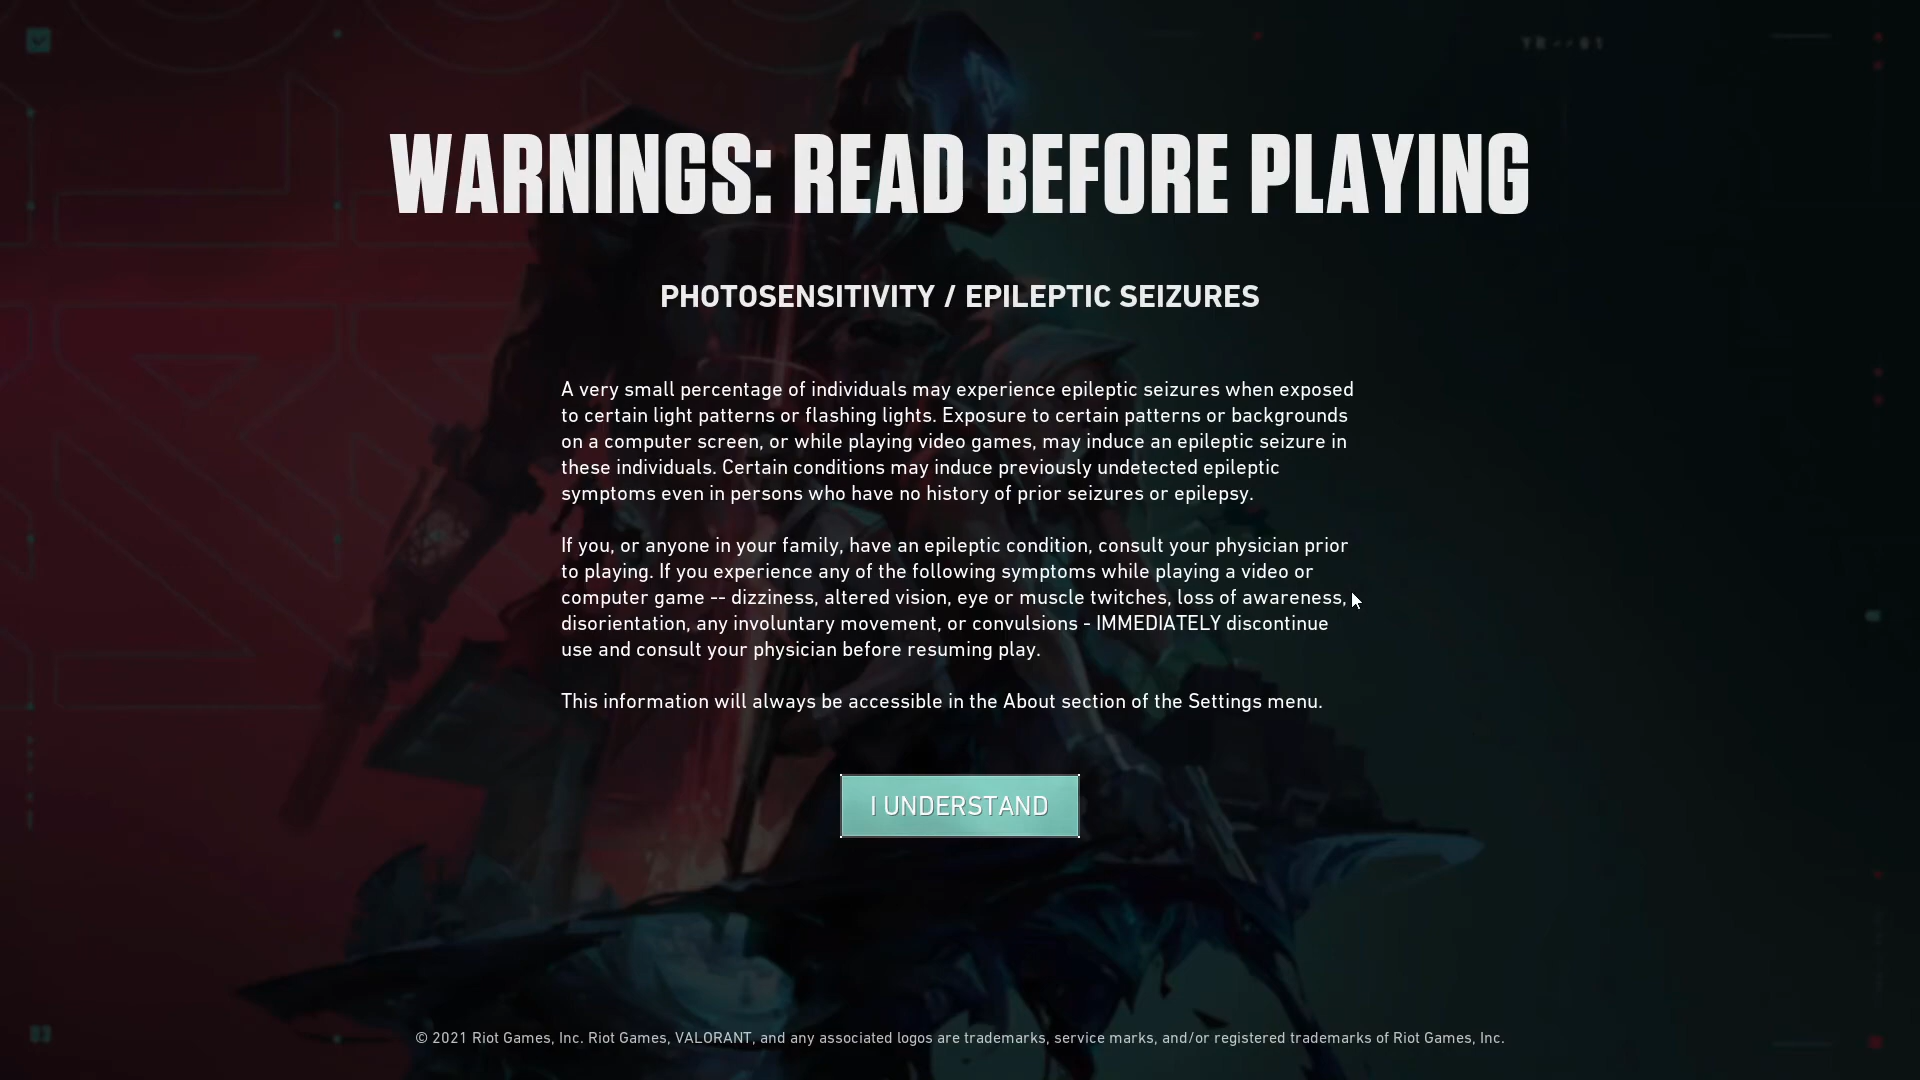 TR--01
WARNINGS: READ BEFORE PLAYING
PHOTOSENSITIVITY / EPILEPTIC SEIZURES
A very small percentage of individuals may experience epileptic seizures when exposed
to certain light patterns or flashing lights. Exposure to certain patterns or backgrounds
on a computer screen, or while playing video games, may induce an epileptic seizure in
these individuals. Certain conditions may induce previously undetected epileptic
symptoms even in persons who have no history of prior seizures or epilepsy.
If you, or anyone in your family, have an epileptic condition, consult your physician prior
to playing. If you experience any of the following symptoms while playing a video or
computer game -- dizziness, altered vision, eye or muscle twitches, loss of awareness,
disorientation, any involuntary movement, or convulsions - IMMEDIATELY discontinue
use and consult your physician before resuming play.
This information will always be accessible in the About section of the Settings menu.
I UNDERSTAND
© 2021 Riot Games, Inc. Riot Games, VALORANT, and any associated logos are trademarks, service marks, and/or registered trademarks of Riot Games, Inc.